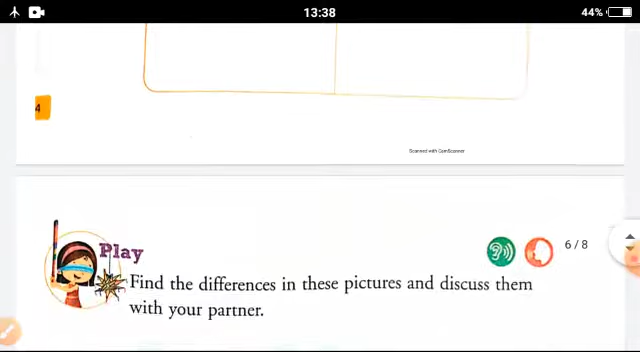 13:38
44%
4
Scanned with CamScanner
6 / 8
Play
Find the differences in these pictures and discuss them
with your partner.